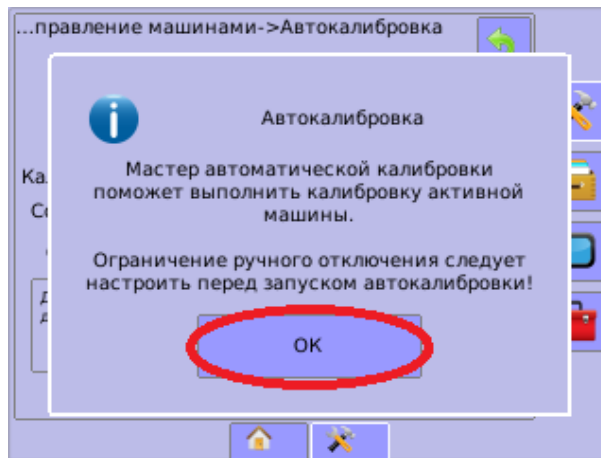 ...правление машинами->Автокалибровка
Автокалибровка
Мастер автоматической калибровки
поможет выполнить калибровку активной
машины.
Ограничение ручного отключения следует
настроить перед запуском автокалибровки!
OK